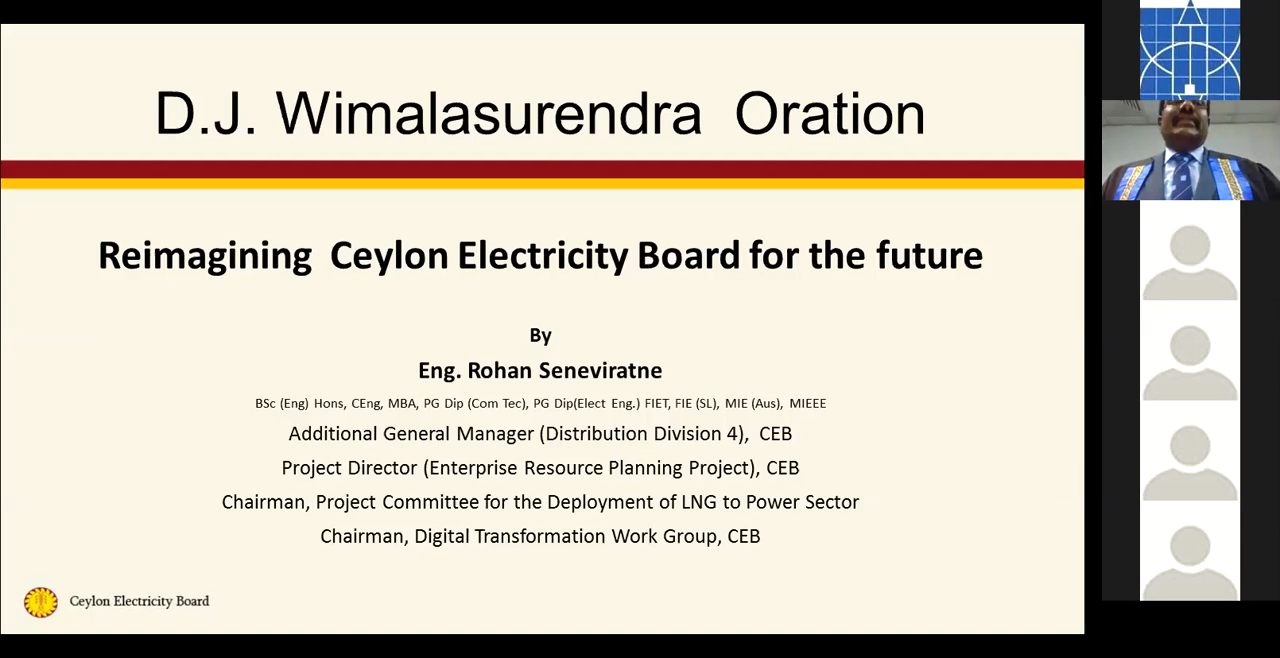 D.J. Wimalasurendra Oration
Reimagining Ceylon Electricity Board for the future
By
Eng. Rohan Seneviratne
BSc (Eng) Hons, CEng, MBA, PG Dip (Com Tec), PG Dip(Elect Eng.) FIET, FIE (SL), MIE (Aus), MIEEE
Additional General Manager (Distribution Division 4), CEB
Project Director (Enterprise Resource Planning Project), CEB
Chairman, Project Committee for the Deployment of LNG to Power Sector
Chairman, Digital Transformation Work Group, CEB
Ceylon Electricity Board